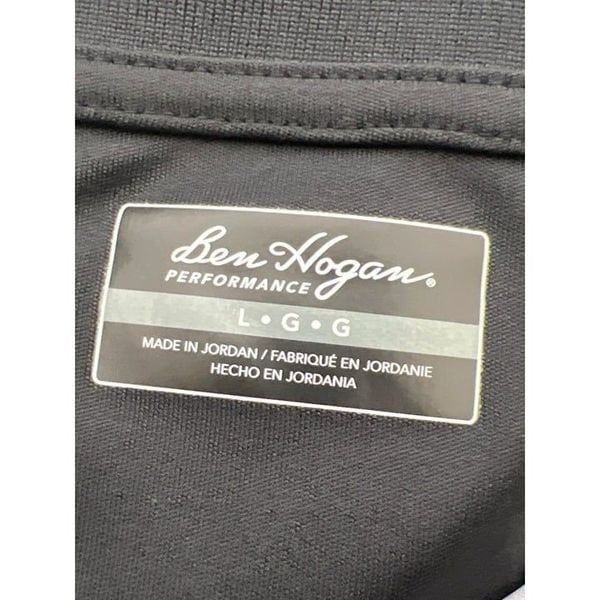 Ben Hogan®
PERFORMANCE
L • G • G
MADE IN JORDAN / FABRIQUÉ EN JORDANIE
HECHO EN JORDANIA